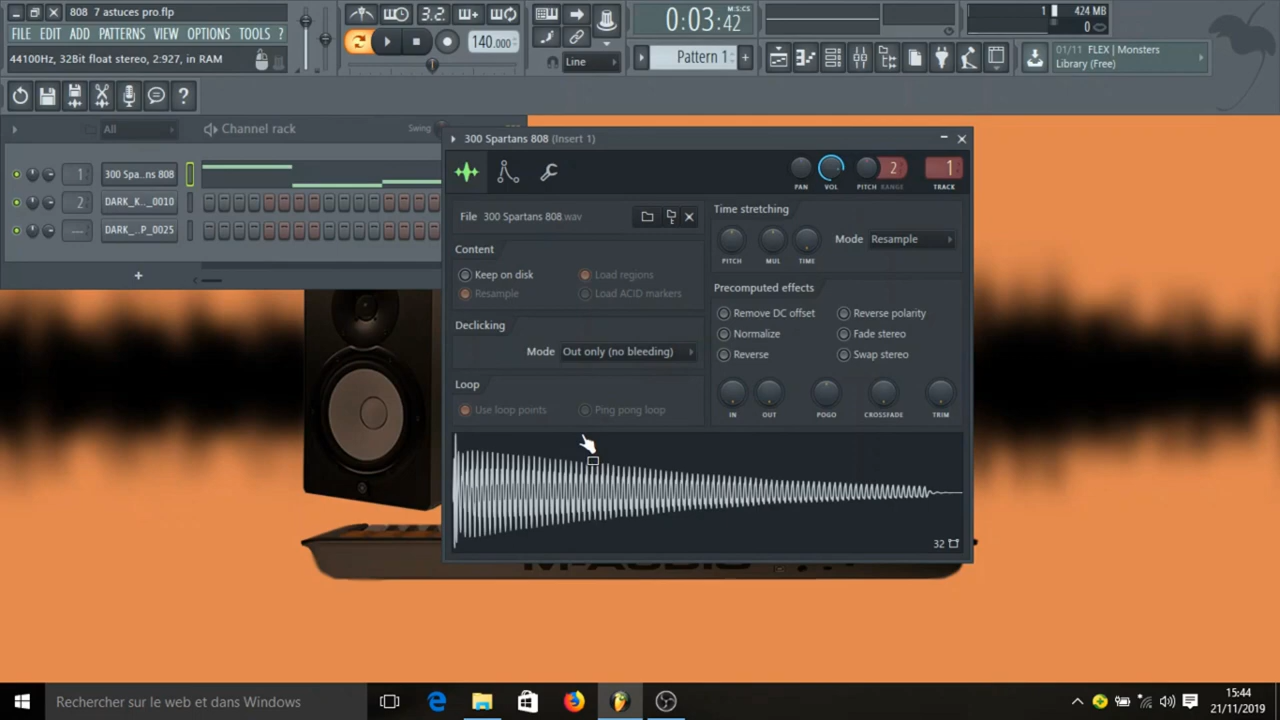 808 7 astuces pro.flp
FILE EDIT ADD PATTERNS VIEW OPTIONS TOOLS ?
44100Hz, 32Bit float stereo, 2.927, in RAM
3.2.
140.000
Line
0:03:42
M:S:CS
Pattern 1
1
424 MB
0
01/11 FLEX | Monsters
Library (Free)
?
All
Channel rack
Swing
1
300 Spa..ns 808
2
DARK_K.._0010
---
DARK_..P_0025
+
300 Spartans 808 (Insert 1)
PAN
VOL
PITCH
2
RANGE
1
TRACK
File 300 Spartans 808.wav
Content
Keep on disk
Load regions
Resample
Load ACID markers
Declicking
Mode Out only (no bleeding)
Loop
Use loop points
Ping pong loop
Time stretching
PITCH
MUL
TIME
Mode Resample
Precomputed effects
Remove DC offset
Reverse polarity
Normalize
Fade stereo
Reverse
Swap stereo
IN
OUT
POGO
CROSSFADE
TRIM
32
M-AUDIO
Rechercher sur le web et dans Windows
15:44
21/11/2019